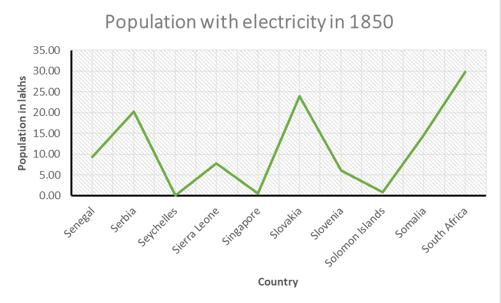 Population with electricity in 1850
Population in lakhs
35.00
30.00
25.00
20.00
15.00
10.00
5.00
0.00
Senegal
Serbia
Seychelles
Sierra Leone
Singapore
Slovakia
Slovenia
Solomon Islands
Somalia
South Africa
Country